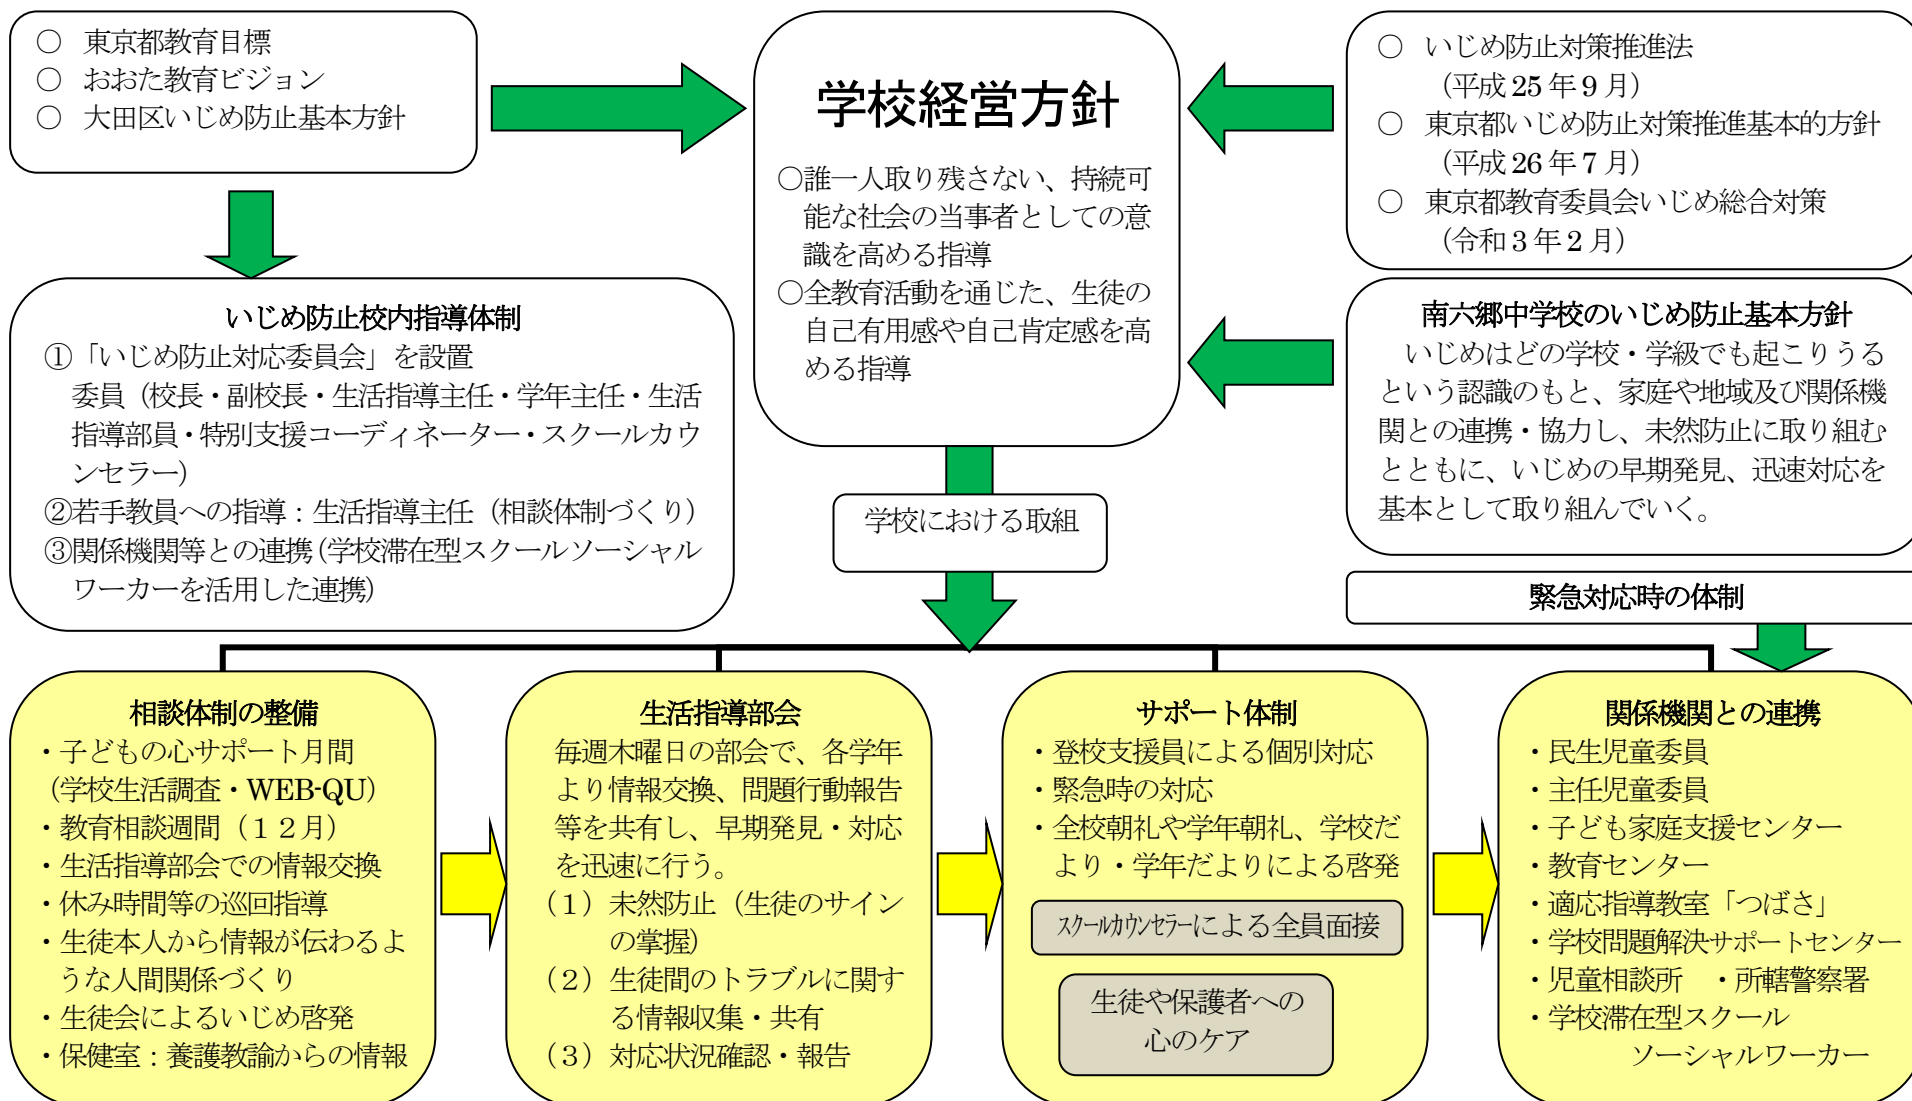 ○ 東京都教育目標
○ おおた教育ビジョン
○ 大田区いじめ防止基本方針
学校経営方針
○誰一人取り残さない、持続可
能な社会の当事者としての意
識を高める指導
○全教育活動を通じた、生徒の
自己有用感や自己肯定感を高
める指導
○ いじめ防止対策推進法
（平成 25 年 9 月）
○ 東京都いじめ防止対策推進基本的方針
（平成 26 年 7 月）
○ 東京都教育委員会いじめ総合対策
（令和 3 年 2 月）
いじめ防止校内指導体制
①「いじめ防止対応委員会」を設置
委員（校長・副校長・生活指導主任・学年主任・生活
指導部員・特別支援コーディネーター・スクールカウ
ンセラー）
②若手教員への指導：生活指導主任（相談体制づくり）
③関係機関等との連携（学校滞在型スクールソーシャル
ワーカーを活用した連携）
南六郷中学校のいじめ防止基本方針
いじめはどの学校・学級でも起こりうる
という認識のもと、家庭や地域及び関係機
関との連携・協力し、未然防止に取り組む
とともに、いじめの早期発見、迅速対応を
基本として取り組んでいく。
学校における取組
緊急対応時の体制
相談体制の整備
・子どもの心サポート月間
（学校生活調査・WEB-QU）
・教育相談週間（１２月）
・生活指導部会での情報交換
・休み時間等の巡回指導
・生徒本人から情報が伝わるよ
うな人間関係づくり
・生徒会によるいじめ啓発
・保健室：養護教諭からの情報
生活指導部会
毎週木曜日の部会で、各学年
より情報交換、問題行動報告
等を共有し、早期発見・対応
を迅速に行う。
（１）未然防止（生徒のサイン
の掌握）
（２）生徒間のトラブルに関す
る情報収集・共有
（３）対応状況確認・報告
サポート体制
・登校支援員による個別対応
・緊急時の対応
・全校朝礼や学年朝礼、学校だ
より・学年だよりによる啓発
スクールカウンセラーによる全員面接
生徒や保護者への
心のケア
関係機関との連携
・民生児童委員
・主任児童委員
・子ども家庭支援センター
・教育センター
・適応指導教室「つばさ」
・学校問題解決サポートセンター
・児童相談所 ・所轄警察署
・学校滞在型スクール
ソーシャルワーカー